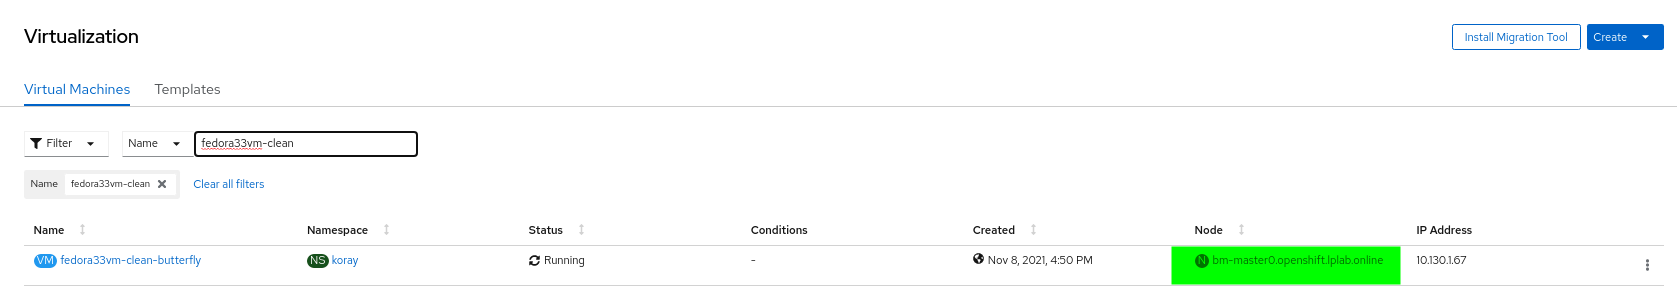 Virtualization
Install Migration Tool
Create
Virtual Machines Templates
Filter Name fedora33vm-clean
Name fedora33vm-clean Clear all filters
Name Namespace Status Conditions Created Node IP Address
VM fedora33vm-clean-butterfly NS koray Running - Nov 8, 2021, 4:50 PM N bm-master0.openshift.lplab.online 10.130.1.67